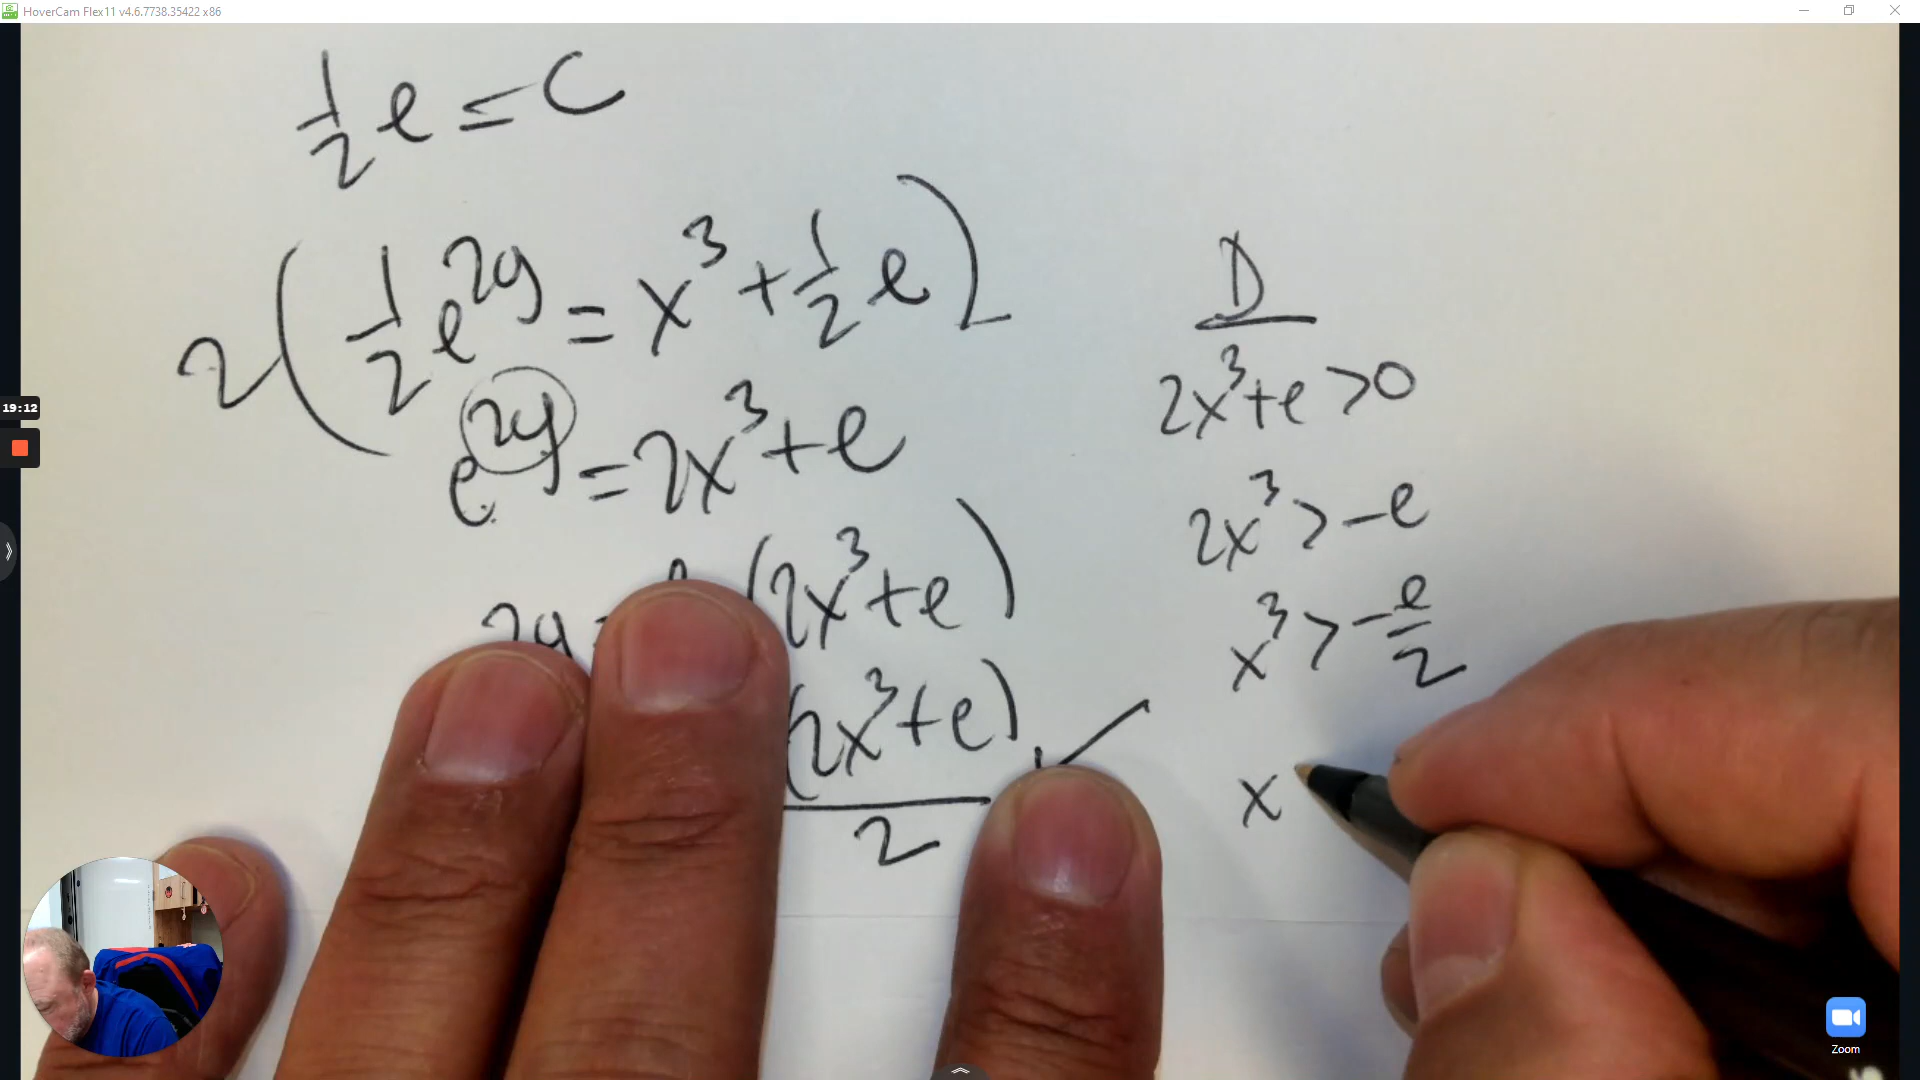 HoverCam Flex11 v4.6.7738.35422 x86
½e = C
2(½e^2y = x³ + ½e)
e^2y = 2x³ + e
2y = (2x³ + e)
(2x³ + e)
2
D
2x³ + e > 0
2x³ > -e
x³ > -e/2
x
19:12
Zoom